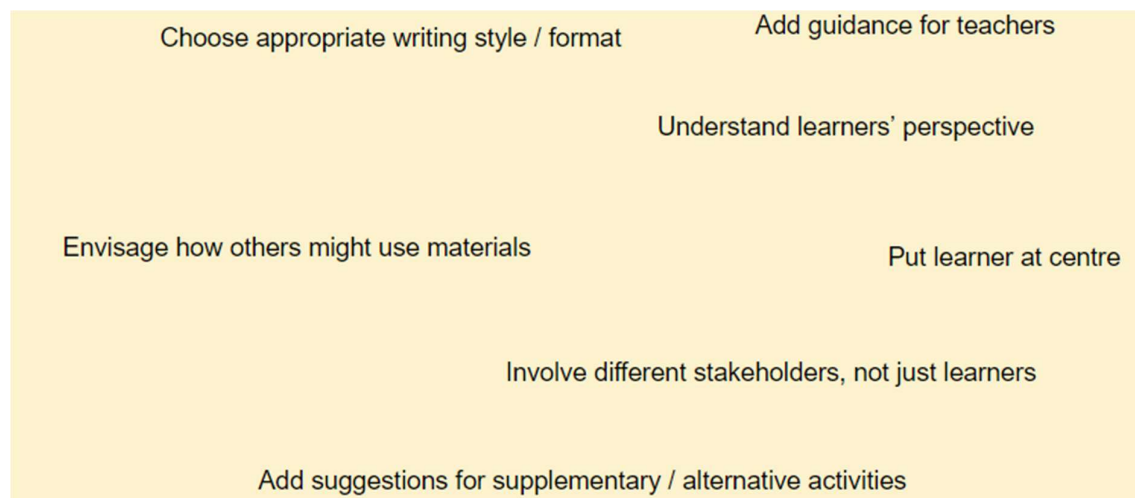 Choose appropriate writing style / format
Add guidance for teachers
Understand learners’ perspective
Envisage how others might use materials
Put learner at centre
Involve different stakeholders, not just learners
Add suggestions for supplementary / alternative activities